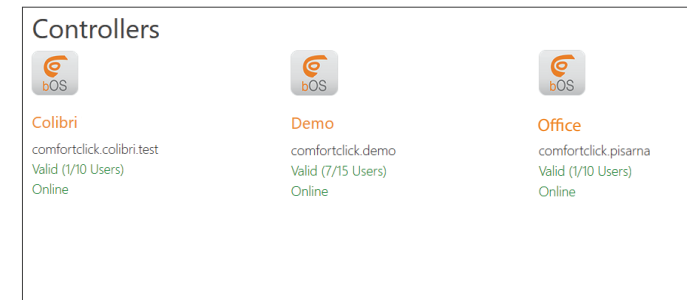 Controllers
bOS
Colibri
comfortclick.colibri.test
Valid (1/10 Users)
Online
bOS
Demo
comfortclick.demo
Valid (7/15 Users)
Online
bOS
Office
comfortclick.pisarna
Valid (1/10 Users)
Online